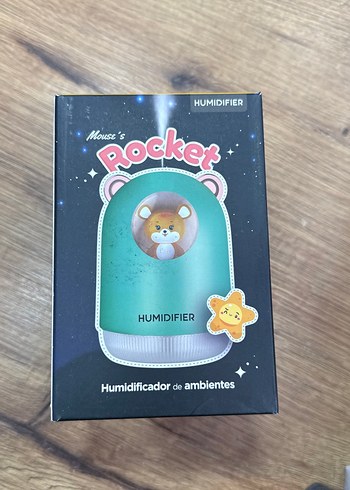 HUMIDIFIER
Mouse's
Rocket
HUMIDIFIER
Humidificador de ambientes